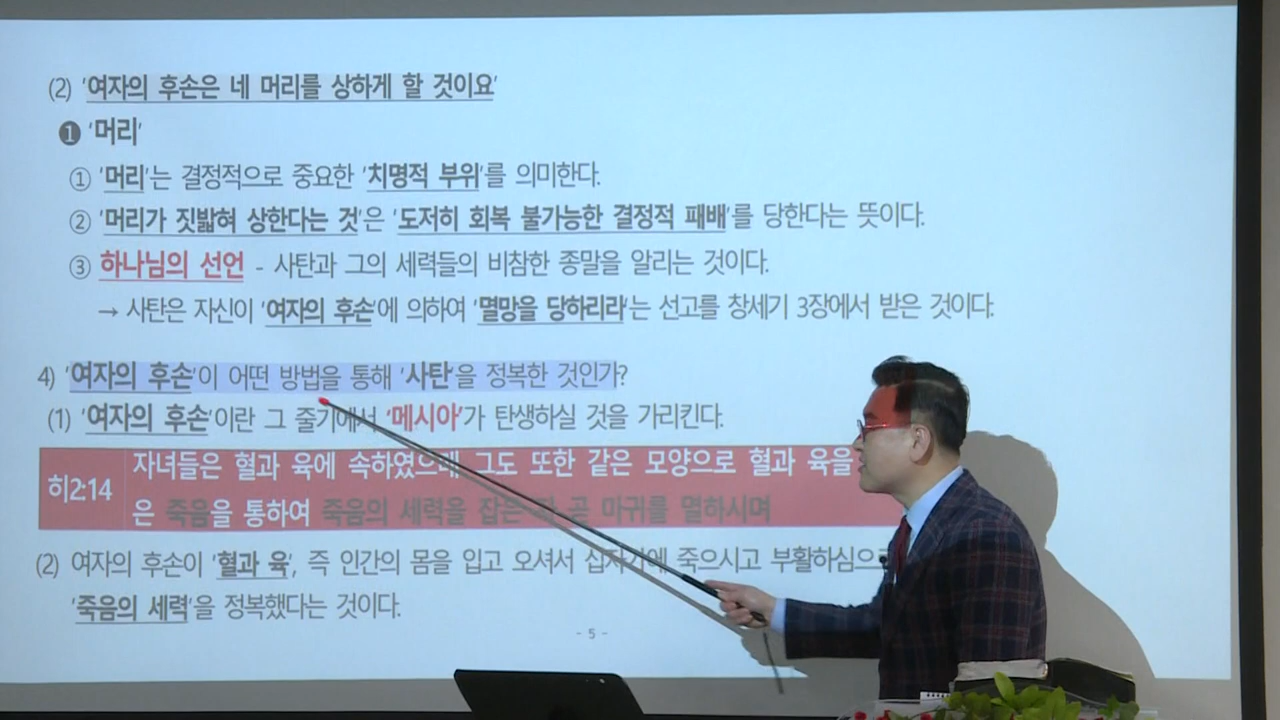 (2) '여자의 후손은 네 머리를 상하게 할 것이요'
❶ '머리'
① '머리'는 결정적으로 중요한 '치명적 부위'를 의미한다.
② '머리가 짓밟혀 상한다는 것'은 '도저히 회복 불가능한 결정적 패배'를 당한다는 뜻이다.
③ 하나님의 선언 - 사탄과 그의 세력들의 비참한 종말을 알리는 것이다.
→ 사탄은 자신이 '여자의 후손'에 의하여 '멸망을 당하리라'는 선고를 창세기 3장에서 받은 것이다.
4) '여자의 후손'이 어떤 방법을 통해 '사탄'을 정복한 것인가?
(1) '여자의 후손'이란 그 줄기에서 '메시아'가 탄생하실 것을 가리킨다.
히2:14
자녀들은 혈과 육에 속하였으매 그도 또한 같은 모양으로 혈과 육을
은 죽음을 통하여 죽음의 세력을 잡은 자 곧 마귀를 멸하시며
(2) 여자의 후손이 '혈과 육', 즉 인간의 몸을 입고 오셔서 십자가에 죽으시고 부활하심으
'죽음의 세력'을 정복했다는 것이다.
- 5 -